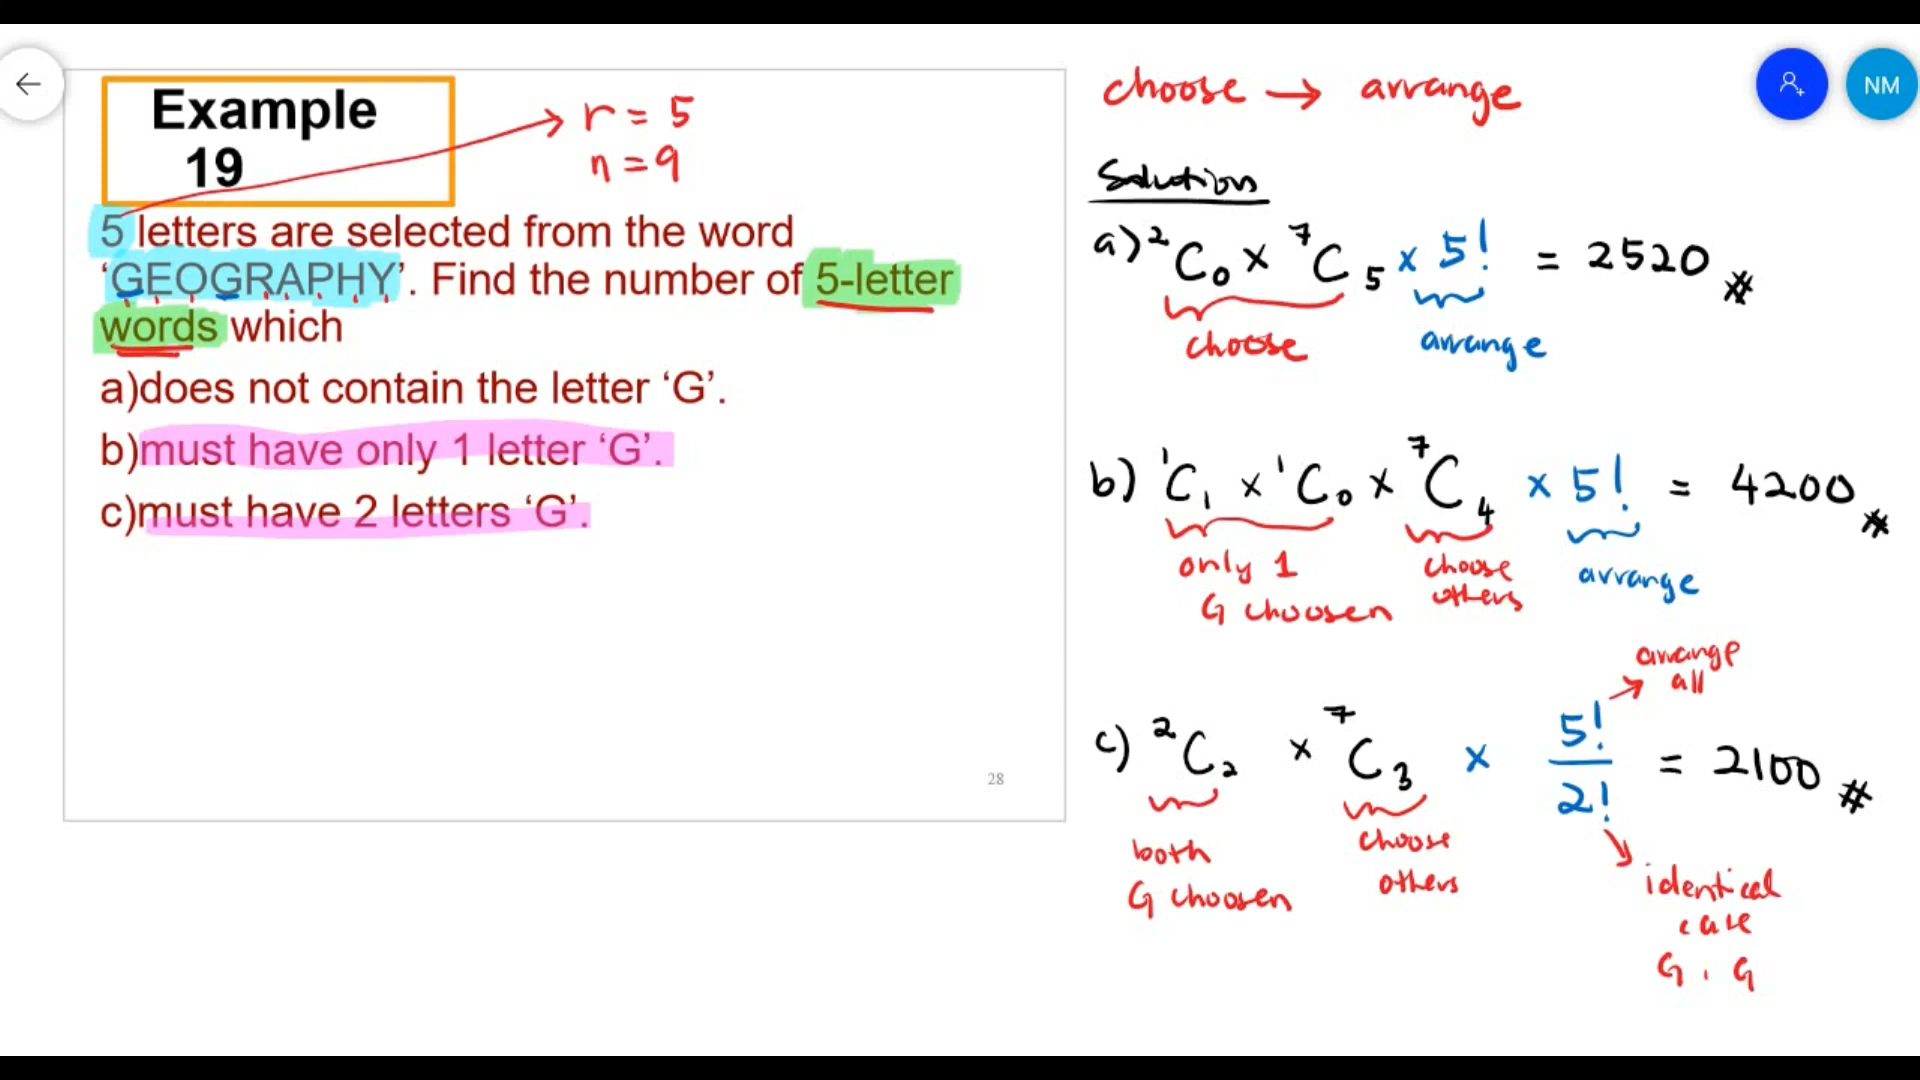 Example
19
r = 5
n = 9
5 letters are selected from the word
‘GEOGRAPHY’. Find the number of 5-letter
words which
a)does not contain the letter ‘G’.
b)must have only 1 letter ‘G’.
c)must have 2 letters ‘G’.
28
choose → arrange
NM
Solution
a) ²C₀ × ⁷C₅ × 5! = 2520 #
choose arrange
b) ¹C₁ × ¹C₀ × ⁷C₄ × 5! = 4200 #
only 1
G choosen
choose
others
arrange
c) ²C₂ × ⁷C₃ × 5!/2! = 2100 #
arrange
all
both
G choosen
choose
others
identical
case
G , G